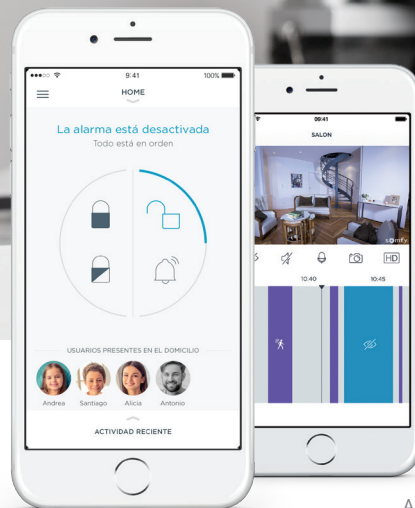 9:41
100%
HOME
La alarma está desactivada
Todo está en orden
USUARIOS PRESENTES EN EL DOMICILIO
Andrea
Santiago
Alicia
Antonio
ACTIVIDAD RECIENTE
09:41
SALON
somfy
HD
10:40
10:45
A